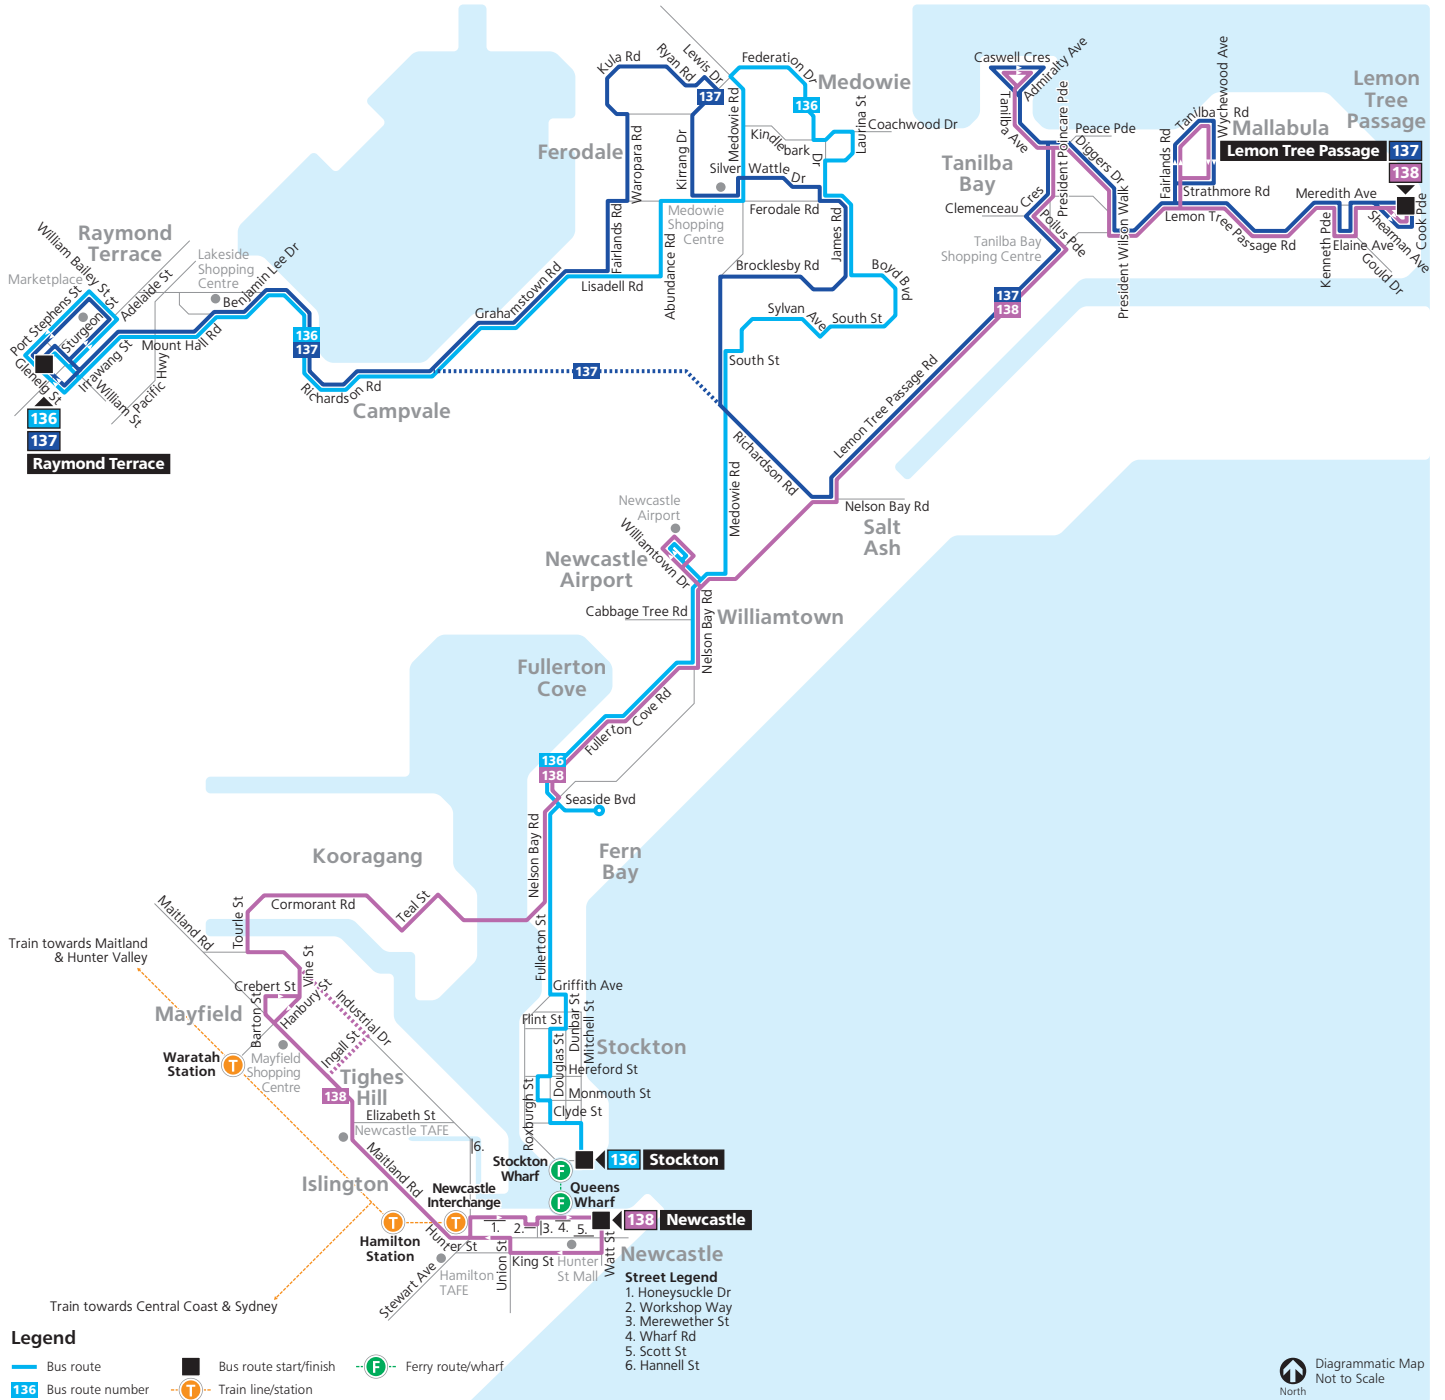 Kula Rd
Ryan Rd
Lewis Dr
137
Federation Dr
Medowie
136
Laurina St
Coachwood Dr
Kindlebark Dr
Medowie Rd
Ferodale
Waropara Rd
Kirrang Dr
Silver Wattle Dr
Medowie
Shopping
Centre
Ferodale Rd
Fairlands Rd
Abundance Rd
Lisadell Rd
James Rd
Brocklesby Rd
Boyd Bvd
Sylvan Ave
South St
South St
Caswell Cres
Admiralty Ave
Tanilba Ave
President Poincare Pde
Peace Pde
Diggers Dr
Tanilba
Bay
Clemenceau Cres
Poilus Pde
Tanilba Bay
Shopping Centre
President Wilson Walk
Fairlands Rd
Tanilba Rd
Wychewood Ave
Mallabula
Lemon
Tree
Passage
Lemon Tree Passage
137
138
Strathmore Rd
Lemon Tree Passage Rd
Meredith Ave
Kenneth Pde
Elaine Ave
Gould Dr
Shearman Ave
Cook Pde
Raymond
Terrace
William Bailey St
Marketplace
Port Stephens St
Sturgeon St
Adelaide St
Lakeside
Shopping
Centre
Benjamin Lee Dr
Glenelg St
Irrawang St
William St
Pacific Hwy
Mount Hall Rd
136
137
Raymond Terrace
136
137
Richardson Rd
Campvale
Grahamstown Rd
137
137
138
Lemon Tree Passage Rd
Richardson Rd
Medowie Rd
Nelson Bay Rd
Salt
Ash
Newcastle
Airport
Williamtown Dr
Newcastle
Airport
Cabbage Tree Rd
Nelson Bay Rd
Williamtown
Fullerton
Cove
Fullerton Cove Rd
136
138
Seaside Bvd
Nelson Bay Rd
Fern
Bay
Kooragang
Cormorant Rd
Teal St
Tourle St
Maitland Rd
Train towards Maitland
& Hunter Valley
Vine St
Crebert St
Hanbury St
Barton St
Industrial Dr
Mayfield
Ingall St
Waratah
Station
T
Mayfield
Shopping
Centre
Tighes
Hill
138
Elizabeth St
Newcastle TAFE
6.
Maitland Rd
Islington
Fullerton St
Griffith Ave
Flint St
Dunbar St
Mitchell St
Stockton
Douglas St
Hereford St
Monmouth St
Clyde St
Roxburgh St
Stockton
Wharf
F
136
Stockton
Queens
Wharf
F
Newcastle
Interchange
T
T
Hamilton
Station
138
Newcastle
1.
2.
3.
4.
5.
Hunter St
Stewart Ave
Hamilton
TAFE
Union St
King St
Hunter
St Mall
Watt St
Newcastle
Street Legend
1. Honeysuckle Dr
2. Workshop Way
3. Merewether St
4. Wharf Rd
5. Scott St
6. Hannell St
Train towards Central Coast & Sydney
Legend
Bus route
Bus route start/finish
F
Ferry route/wharf
136
Bus route number
T
Train line/station
Diagrammatic Map
Not to Scale
North